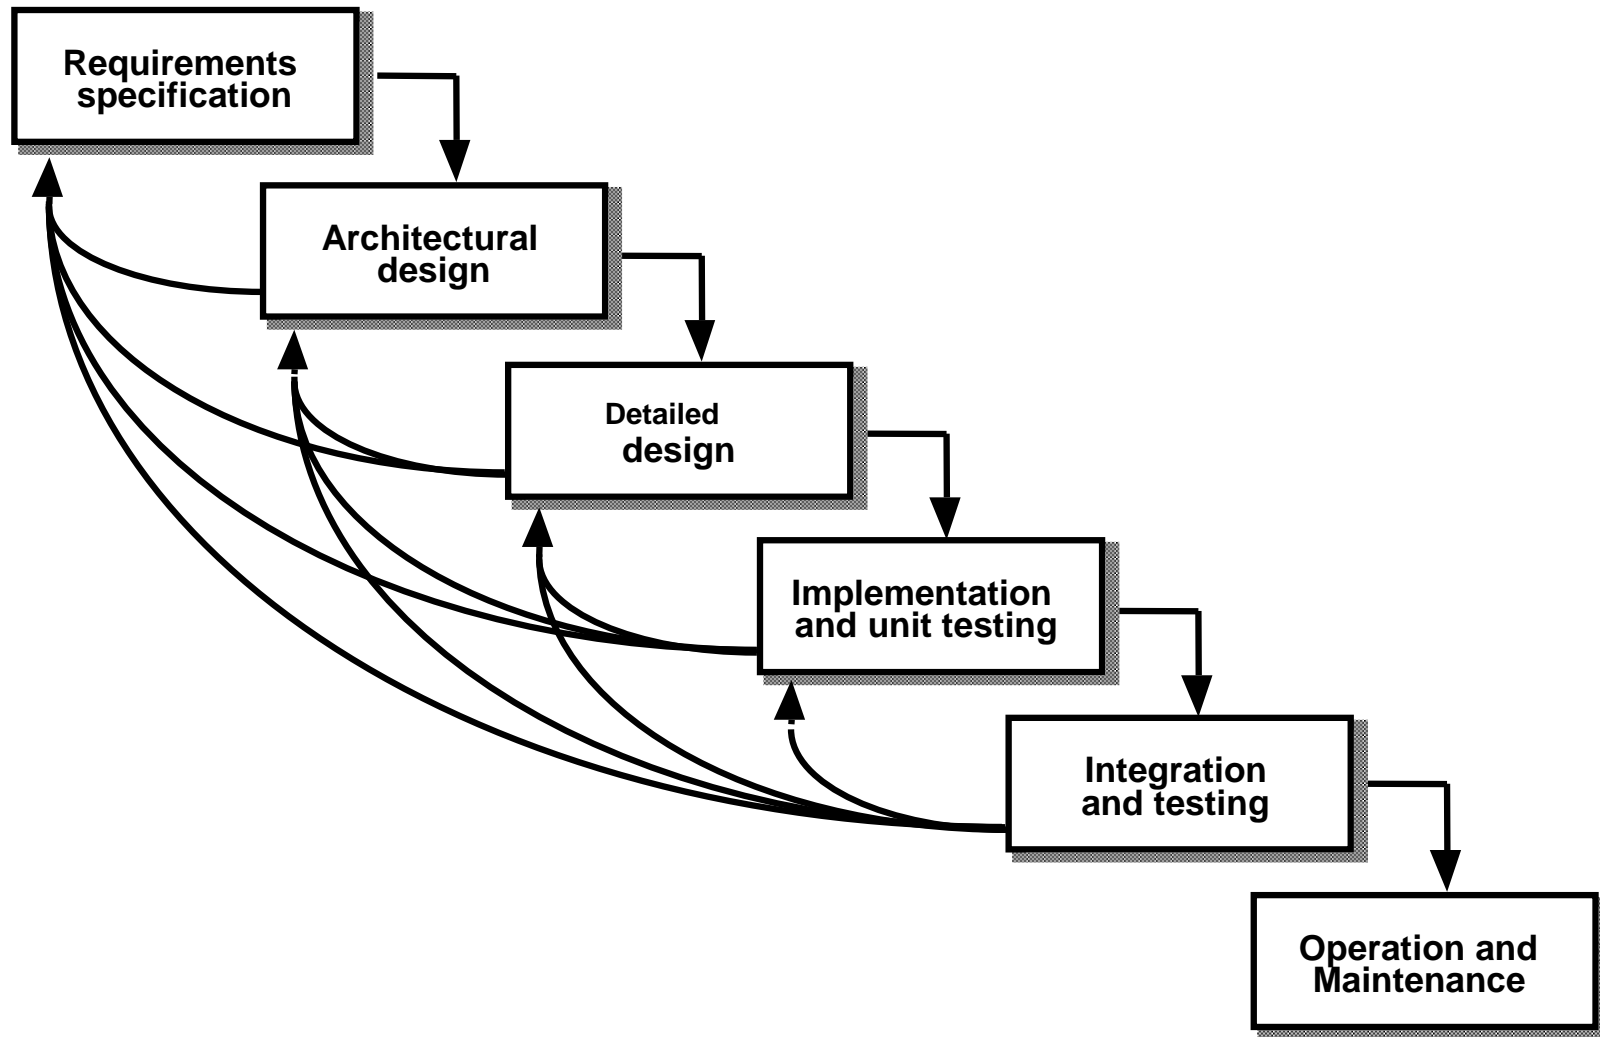 Requirements
specification
Architectural
design
Detailed
design
Implementation
and unit testing
Integration
and testing
Operation and
Maintenance